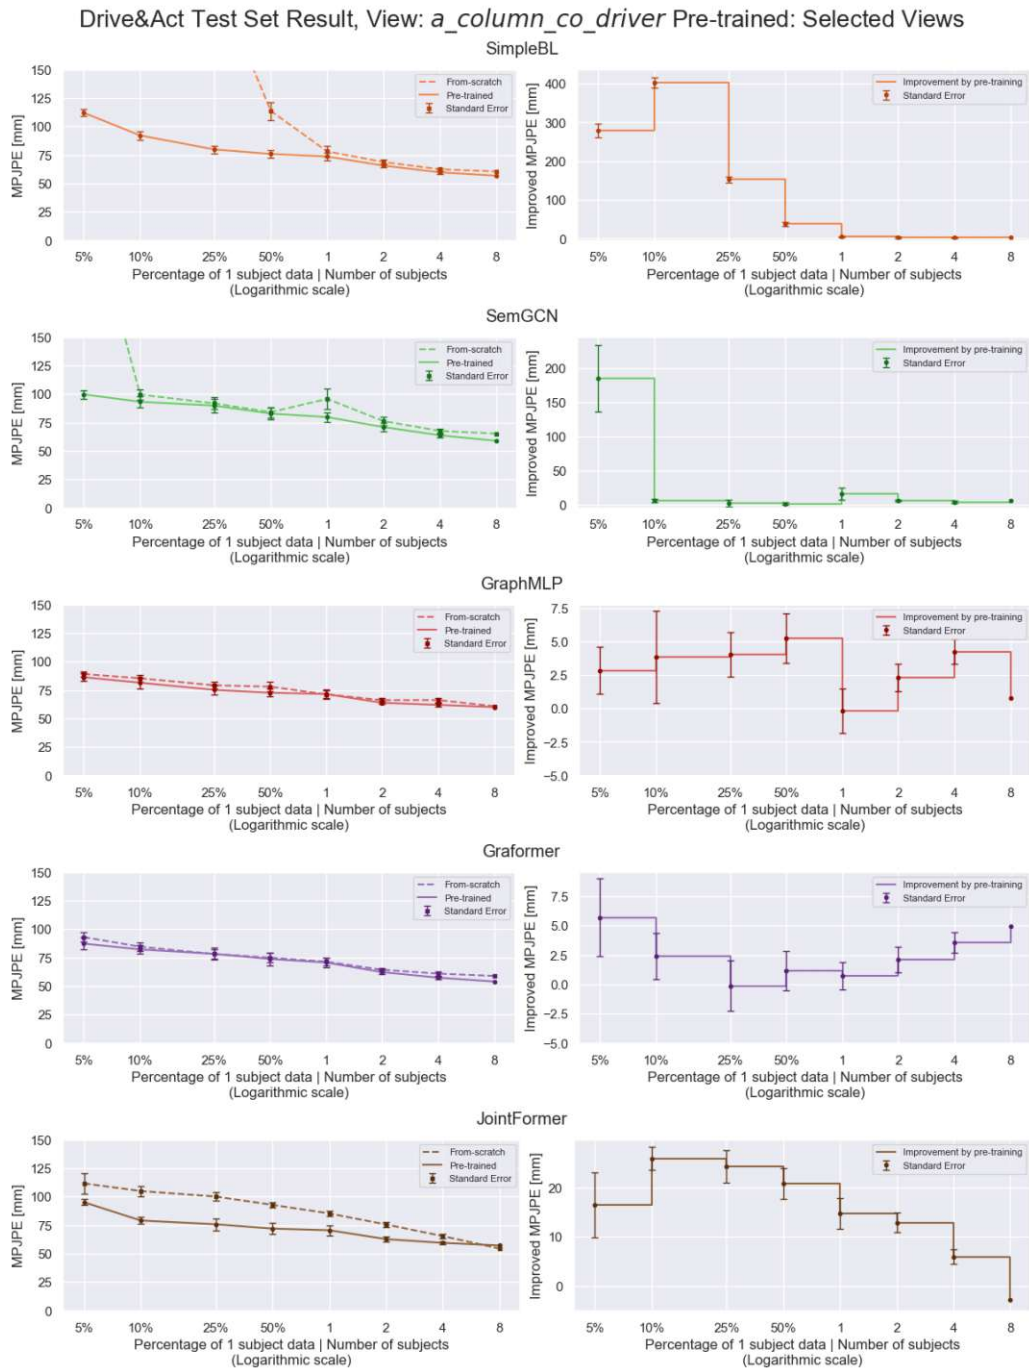 Drive&Act Test Set Result, View: a_column_co_driver Pre-trained: Selected Views
SimpleBL
150
125
100
75
50
25
0
MPJPE [mm]
From-scratch
Pre-trained
Standard Error
5% 10% 25% 50% 1 2 4 8
Percentage of 1 subject data | Number of subjects
(Logarithmic scale)
400
300
200
100
0
Improved MPJPE [mm]
Improvement by pre-training
Standard Error
5% 10% 25% 50% 1 2 4 8
Percentage of 1 subject data | Number of subjects
(Logarithmic scale)
SemGCN
150
125
100
75
50
25
0
MPJPE [mm]
From-scratch
Pre-trained
Standard Error
5% 10% 25% 50% 1 2 4 8
Percentage of 1 subject data | Number of subjects
(Logarithmic scale)
200
150
100
50
0
Improved MPJPE [mm]
Improvement by pre-training
Standard Error
5% 10% 25% 50% 1 2 4 8
Percentage of 1 subject data | Number of subjects
(Logarithmic scale)
GraphMLP
150
125
100
75
50
25
0
MPJPE [mm]
From-scratch
Pre-trained
Standard Error
5% 10% 25% 50% 1 2 4 8
Percentage of 1 subject data | Number of subjects
(Logarithmic scale)
7.5
5.0
2.5
0.0
−2.5
−5.0
Improved MPJPE [mm]
Improvement by pre-training
Standard Error
5% 10% 25% 50% 1 2 4 8
Percentage of 1 subject data | Number of subjects
(Logarithmic scale)
Graformer
150
125
100
75
50
25
0
MPJPE [mm]
From-scratch
Pre-trained
Standard Error
5% 10% 25% 50% 1 2 4 8
Percentage of 1 subject data | Number of subjects
(Logarithmic scale)
7.5
5.0
2.5
0.0
−2.5
−5.0
Improved MPJPE [mm]
Improvement by pre-training
Standard Error
5% 10% 25% 50% 1 2 4 8
Percentage of 1 subject data | Number of subjects
(Logarithmic scale)
JointFormer
150
125
100
75
50
25
0
MPJPE [mm]
From-scratch
Pre-trained
Standard Error
5% 10% 25% 50% 1 2 4 8
Percentage of 1 subject data | Number of subjects
(Logarithmic scale)
20
10
0
Improved MPJPE [mm]
Improvement by pre-training
Standard Error
5% 10% 25% 50% 1 2 4 8
Percentage of 1 subject data | Number of subjects
(Logarithmic scale)